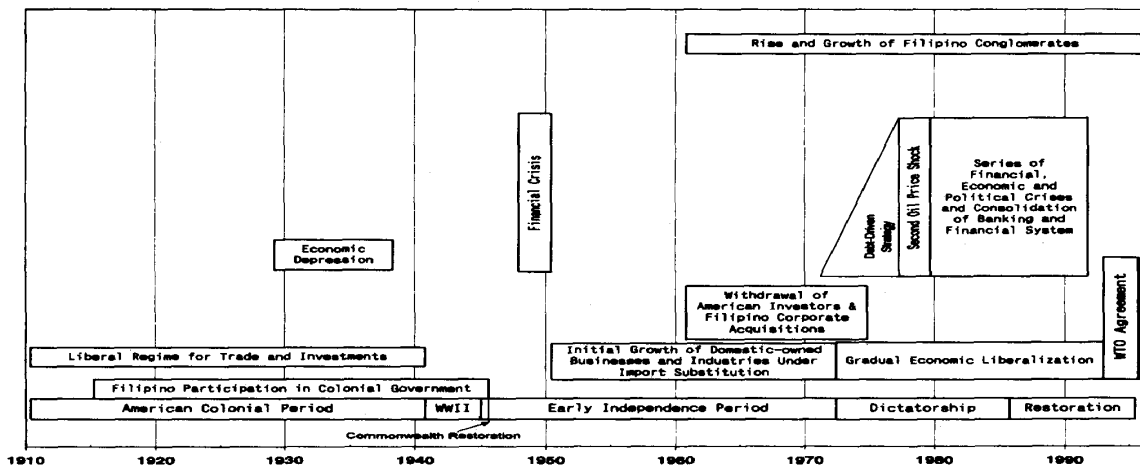 Rise and Growth of Filipino Conglomerates
Financial Crisis
Debt-Driven
Strategy
Second Oil Price Shock
Series of
Financial,
Economic and
Political Crises
and Consolidation
of Banking and
Financial System
Economic
Depression
WTO Agreement
Withdrawal of
American Investors &
Filipino Corporate
Acquisitions
Liberal Regime for Trade and Investments
Initial Growth of Domestic-owned
Businesses and Industries Under
Import Substitution
Gradual Economic Liberalization
Filipino Participation in Colonial Government
American Colonial Period
WWII
Early Independence Period
Dictatorship
Restoration
Commonwealth Restoration
1910 1920 1930 1940 1950 1960 1970 1980 1990